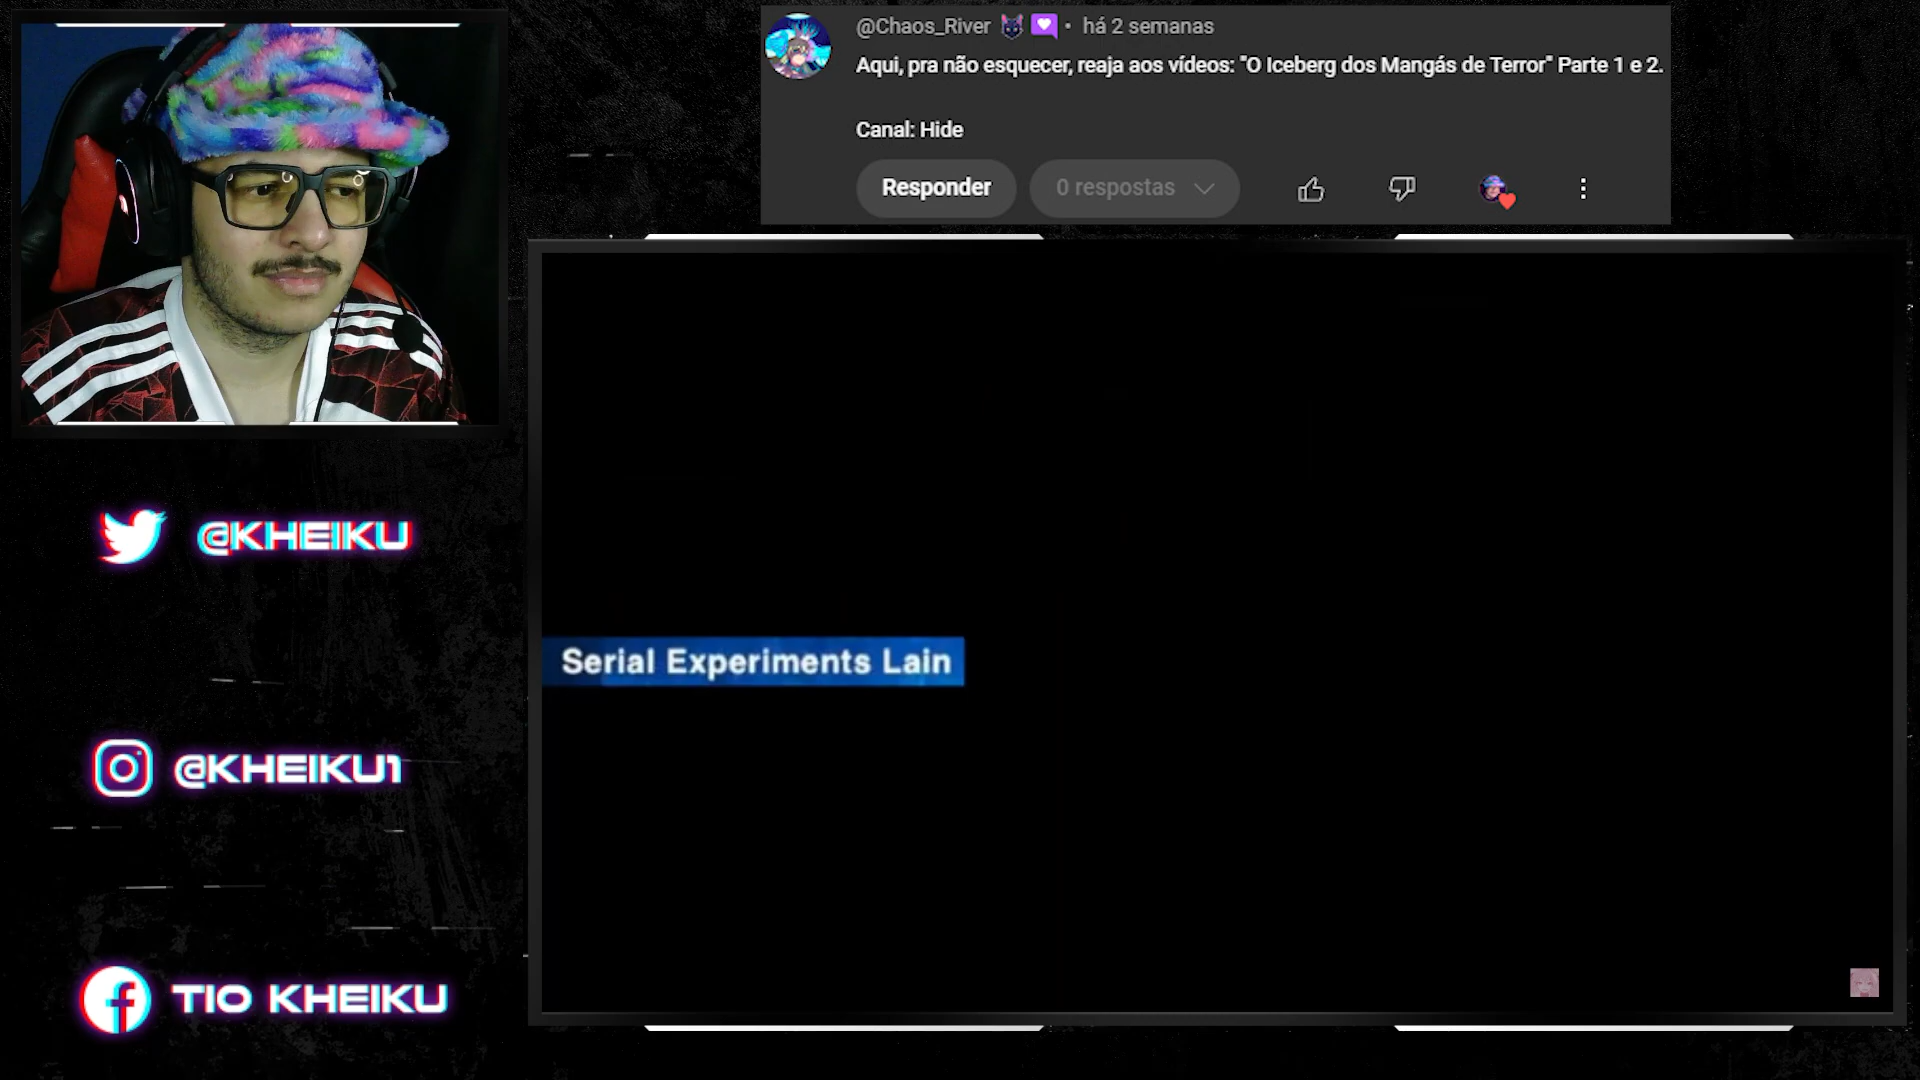 @Chaos_River • há 2 semanas
Aqui, pra não esquecer, reaja aos vídeos: "O Iceberg dos Mangás de Terror" Parte 1 e 2.
Canal: Hide
Responder 0 respostas
Serial Experiments Lain
@KHEIKU
@KHEIKU1
TIO KHEIKU